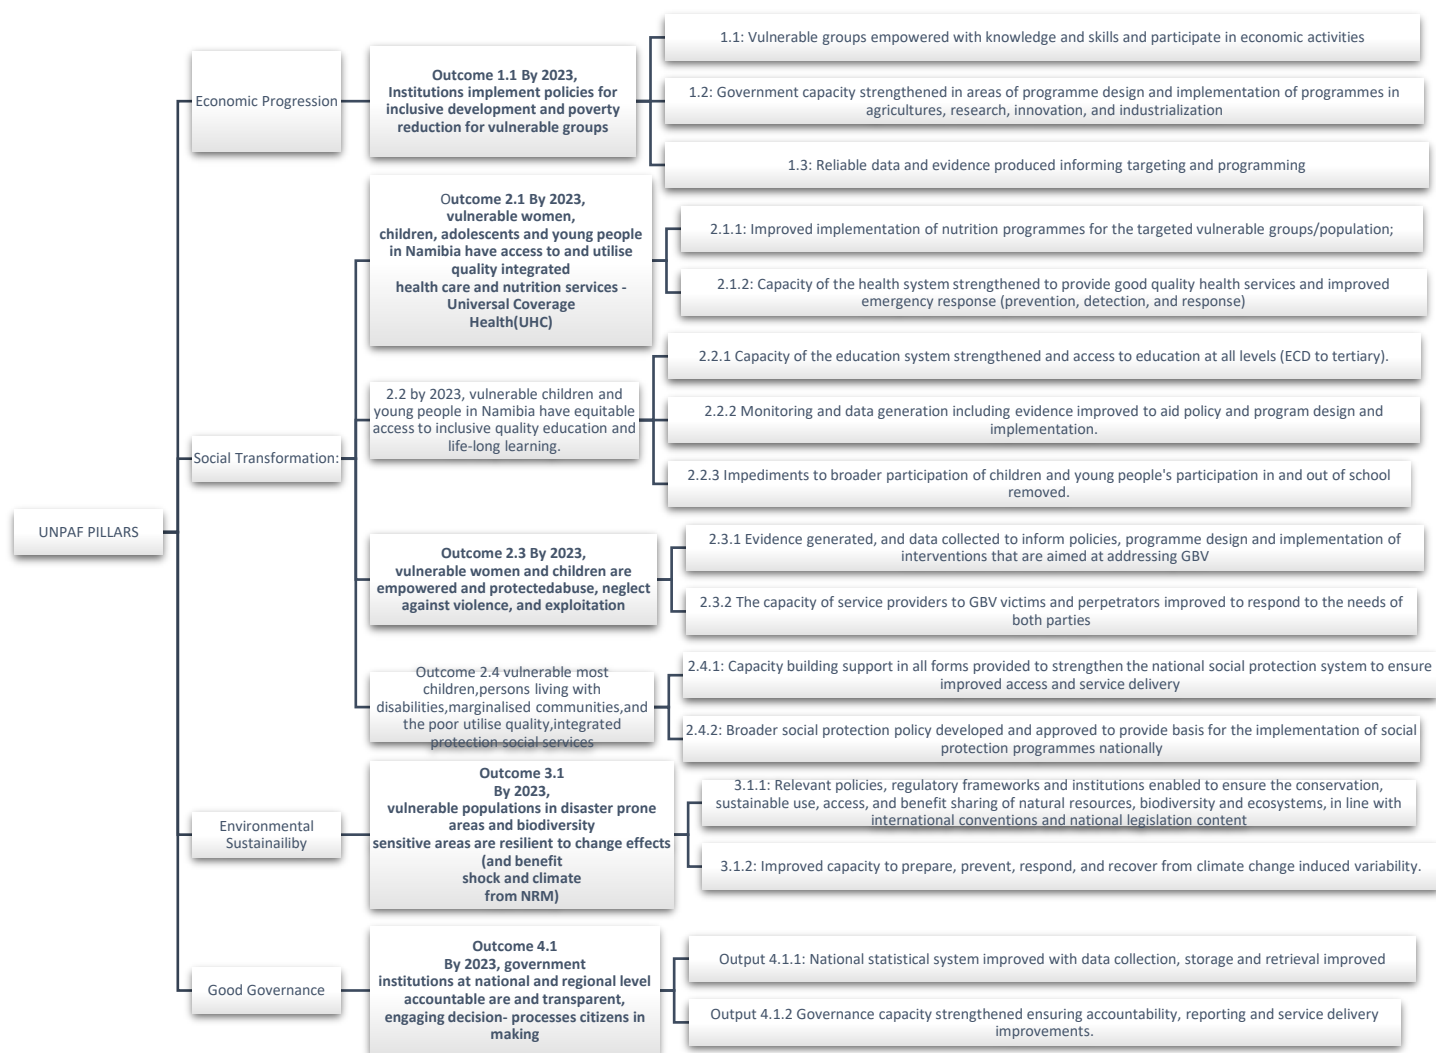 UNPAF PILLARS
Economic Progression
Outcome 1.1 By 2023,
Institutions implement policies for
inclusive development and poverty
reduction for vulnerable groups
1.1: Vulnerable groups empowered with knowledge and skills and participate in economic activities
1.2: Government capacity strengthened in areas of programme design and implementation of programmes in
agricultures, research, innovation, and industrialization
1.3: Reliable data and evidence produced informing targeting and programming
Social Transformation:
Outcome 2.1 By 2023,
vulnerable women,
children, adolescents and young people
in Namibia have access to and utilise
quality integrated
health care and nutrition services -
Universal Coverage
Health(UHC)
2.1.1: Improved implementation of nutrition programmes for the targeted vulnerable groups/population;
2.1.2: Capacity of the health system strengthened to provide good quality health services and improved
emergency response (prevention, detection, and response)
2.2 by 2023, vulnerable children and
young people in Namibia have equitable
access to inclusive quality education and
life-long learning.
2.2.1 Capacity of the education system strengthened and access to education at all levels (ECD to tertiary).
2.2.2 Monitoring and data generation including evidence improved to aid policy and program design and
implementation.
2.2.3 Impediments to broader participation of children and young people's participation in and out of school
removed.
Outcome 2.3 By 2023,
vulnerable women and children are
empowered and protectedabuse, neglect
against violence, and exploitation
2.3.1 Evidence generated, and data collected to inform policies, programme design and implementation of
interventions that are aimed at addressing GBV
2.3.2 The capacity of service providers to GBV victims and perpetrators improved to respond to the needs of
both parties
Outcome 2.4 vulnerable most
children,persons living with
disabilities,marginalised communities,and
the poor utilise quality,integrated
protection social services
2.4.1: Capacity building support in all forms provided to strengthen the national social protection system to ensure
improved access and service delivery
2.4.2: Broader social protection policy developed and approved to provide basis for the implementation of social
protection programmes nationally
Environmental
Sustainailiby
Outcome 3.1
By 2023,
vulnerable populations in disaster prone
areas and biodiversity
sensitive areas are resilient to change effects
(and benefit
shock and climate
from NRM)
3.1.1: Relevant policies, regulatory frameworks and institutions enabled to ensure the conservation,
sustainable use, access, and benefit sharing of natural resources, biodiversity and ecosystems, in line with
international conventions and national legislation content
3.1.2: Improved capacity to prepare, prevent, respond, and recover from climate change induced variability.
Good Governance
Outcome 4.1
By 2023, government
institutions at national and regional level
accountable are and transparent,
engaging decision- processes citizens in
making
Output 4.1.1: National statistical system improved with data collection, storage and retrieval improved
Output 4.1.2 Governance capacity strengthened ensuring accountability, reporting and service delivery
improvements.